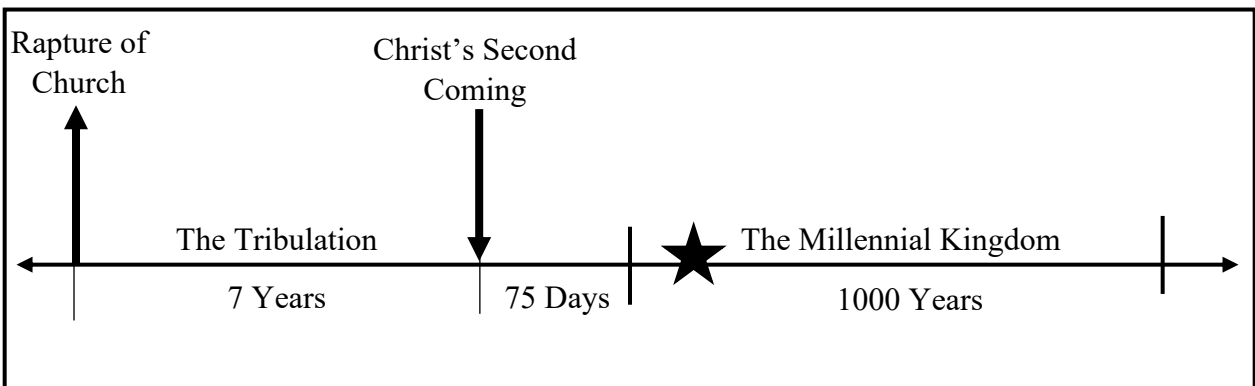 Rapture of
Church
Christ’s Second
Coming
The Tribulation
The Millennial Kingdom
7 Years
75 Days
1000 Years